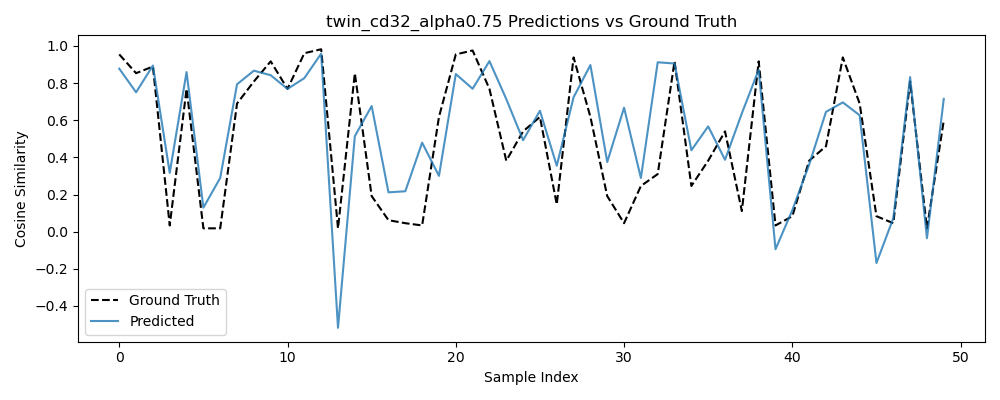 twin_cd32_alpha0.75 Predictions vs Ground Truth
Cosine Similarity
1.0
0.8
0.6
0.4
0.2
0.0
−0.2
−0.4
Ground Truth
Predicted
0 10 20 30 40 50
Sample Index